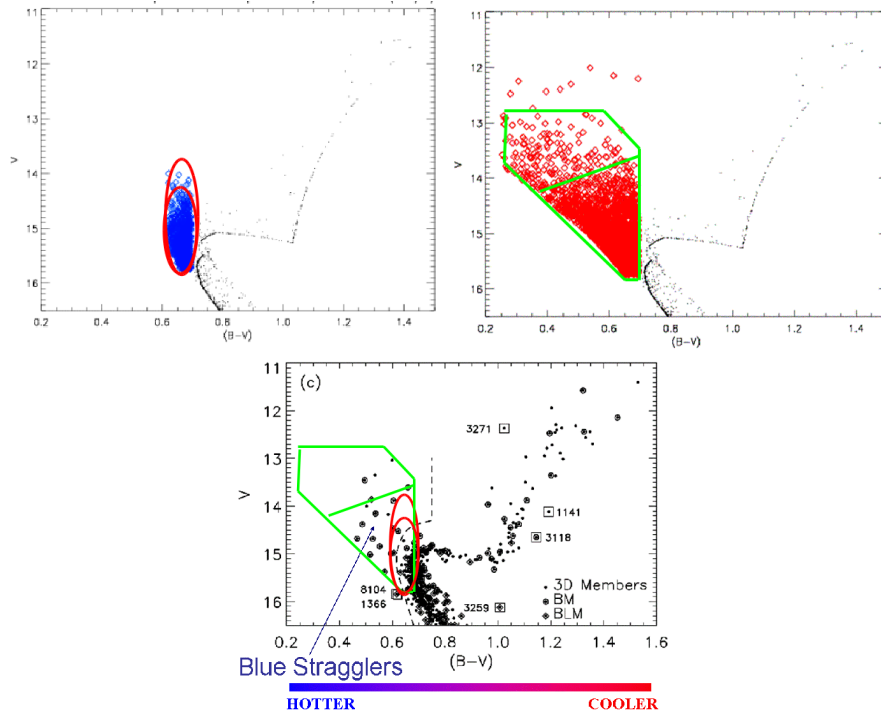 11
12
13
V
14
15
16
0.2 0.4 0.6 0.8 1.0 1.2 1.4
(B−V)
11
12
13
V
14
15
16
0.2 0.4 0.6 0.8 1.0 1.2 1.4
(B−V)
(c)
11
12
13
V
14
15
16
3271
1141
3118
8104
1366
3259
3D Members
BM
BLM
0.2 0.4 0.6 0.8 1.0 1.2 1.4 1.6
(B−V)
Blue Stragglers
HOTTER COOLER